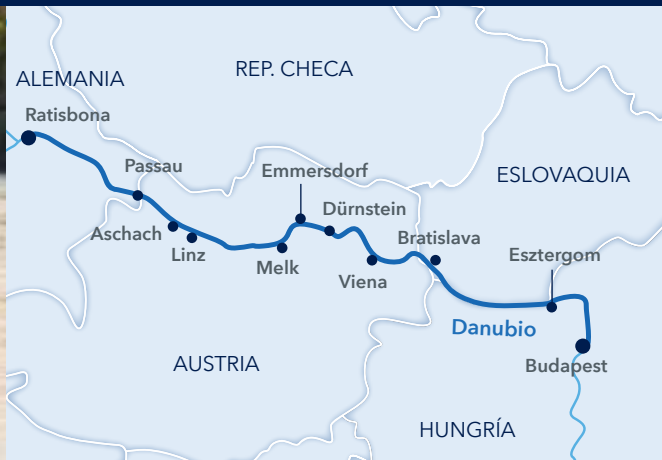 REP. CHECA
ALEMANIA
Ratisbona
Passau
Emmersdorf
ESLOVAQUIA
Dürnstein
Aschach
Bratislava
Linz
Esztergom
Melk
Viena
Danubio
AUSTRIA
Budapest
HUNGRÍA